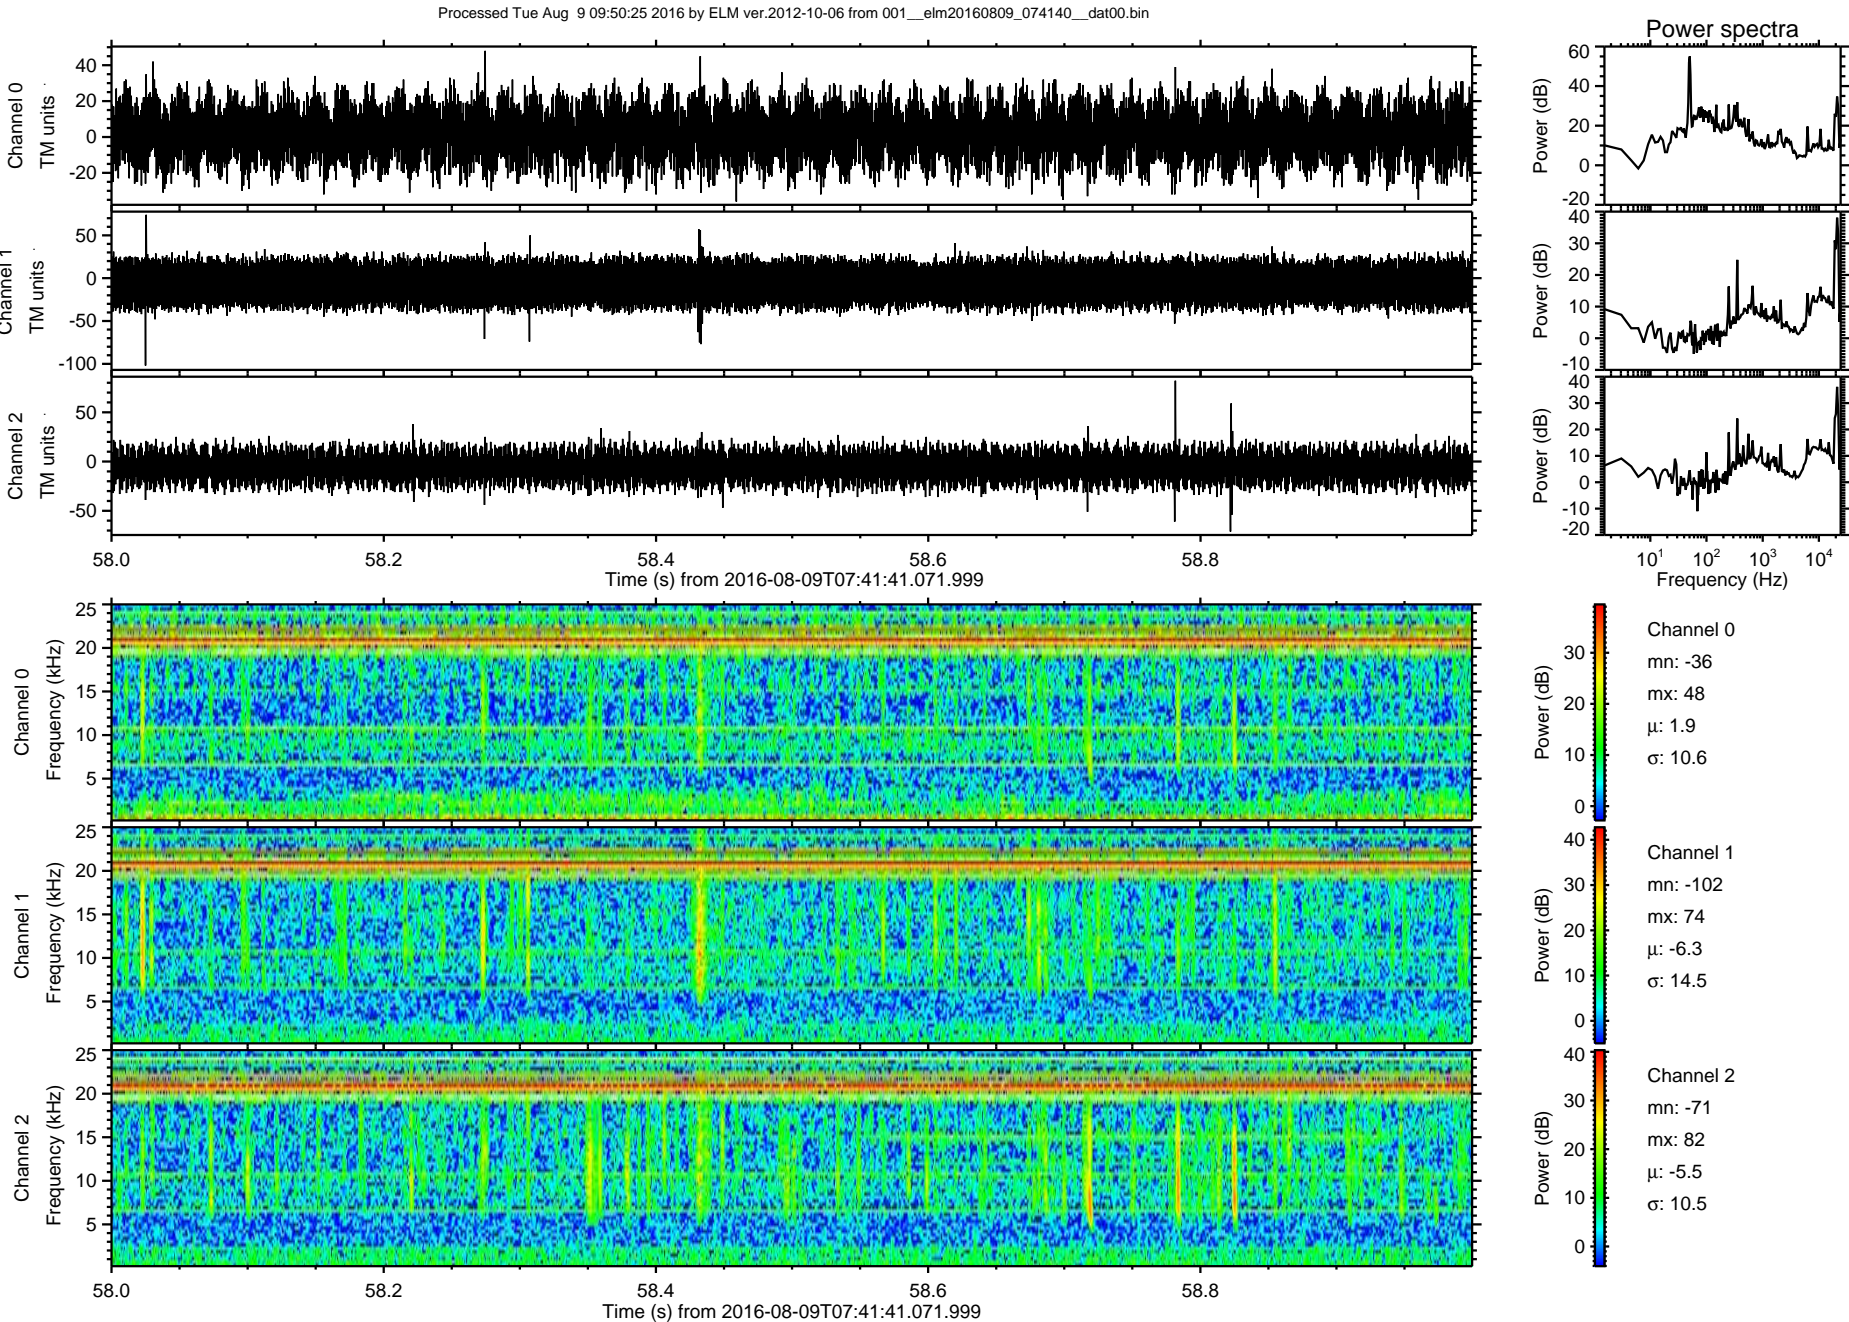 Processed Tue Aug  9 09:50:25 2016 by ELM ver.2012-10-06 from 001__elm20160809_074140__dat00.bin
Power spectra
Channel 0
TM units
40
20
0
-20
Power (dB)
60
40
20
0
-20
Channel 1
TM units
50
0
-50
-100
Power (dB)
40
30
20
10
0
-10
Channel 2
TM units
50
0
-50
Power (dB)
40
30
20
10
0
-10
-20
58.0 58.2 58.4 58.6 58.8
Time (s) from 2016-08-09T07:41:41.071.999
10^1 10^2 10^3 10^4
Frequency (Hz)
Channel 0
Frequency (kHz)
25
20
15
10
5
Power (dB)
30
20
10
0
Channel 0
mn: -36
mx: 48
μ: 1.9
σ: 10.6
Channel 1
Frequency (kHz)
25
20
15
10
5
Power (dB)
40
30
20
10
0
Channel 1
mn: -102
mx: 74
μ: -6.3
σ: 14.5
Channel 2
Frequency (kHz)
25
20
15
10
5
Power (dB)
40
30
20
10
0
Channel 2
mn: -71
mx: 82
μ: -5.5
σ: 10.5
58.0 58.2 58.4 58.6 58.8
Time (s) from 2016-08-09T07:41:41.071.999